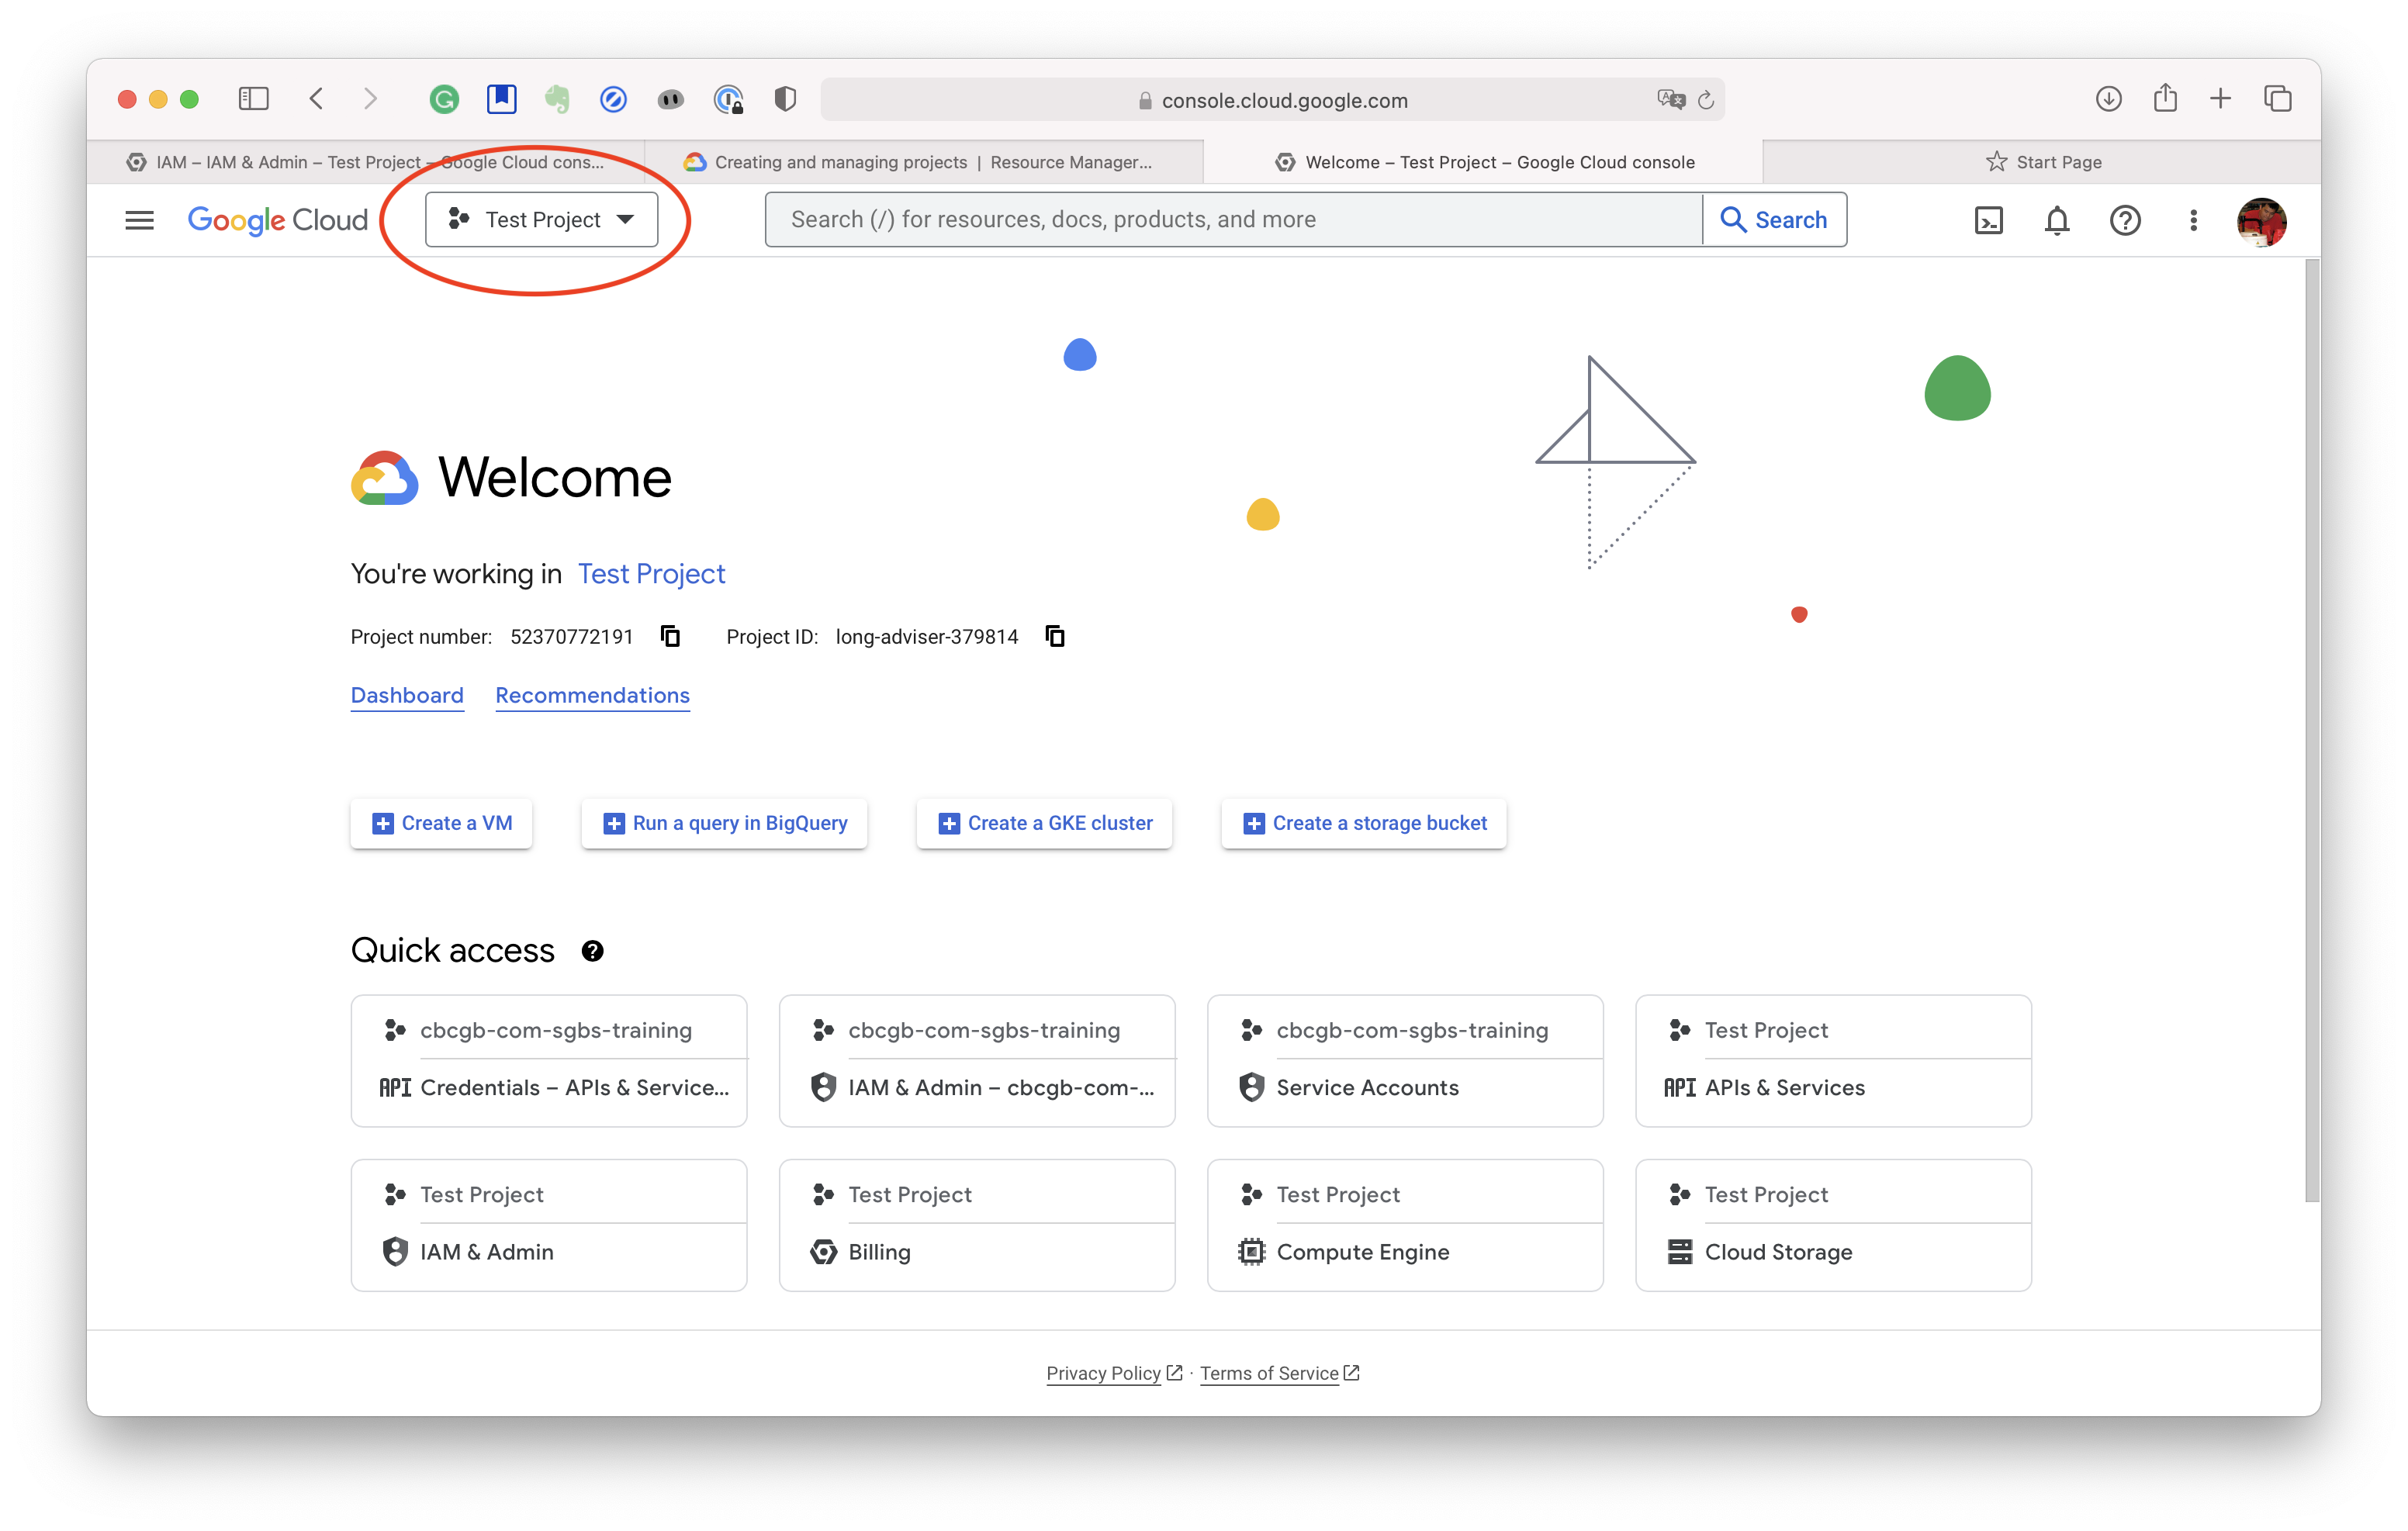 console.cloud.google.com
IAM – IAM & Admin – Test Project – Google Cloud cons...
Creating and managing projects | Resource Manager...
Welcome – Test Project – Google Cloud console
Start Page
Google Cloud
Test Project
Search (/) for resources, docs, products, and more
Search
Welcome
You're working in Test Project
Project number: 52370772191 Project ID: long-adviser-379814
Dashboard Recommendations
Create a VM
Run a query in BigQuery
Create a GKE cluster
Create a storage bucket
Quick access
cbcgb-com-sgbs-training
API Credentials – APIs & Service...
cbcgb-com-sgbs-training
IAM & Admin – cbcgb-com-...
cbcgb-com-sgbs-training
Service Accounts
Test Project
API APIs & Services
Test Project
IAM & Admin
Test Project
Billing
Test Project
Compute Engine
Test Project
Cloud Storage
Privacy Policy · Terms of Service